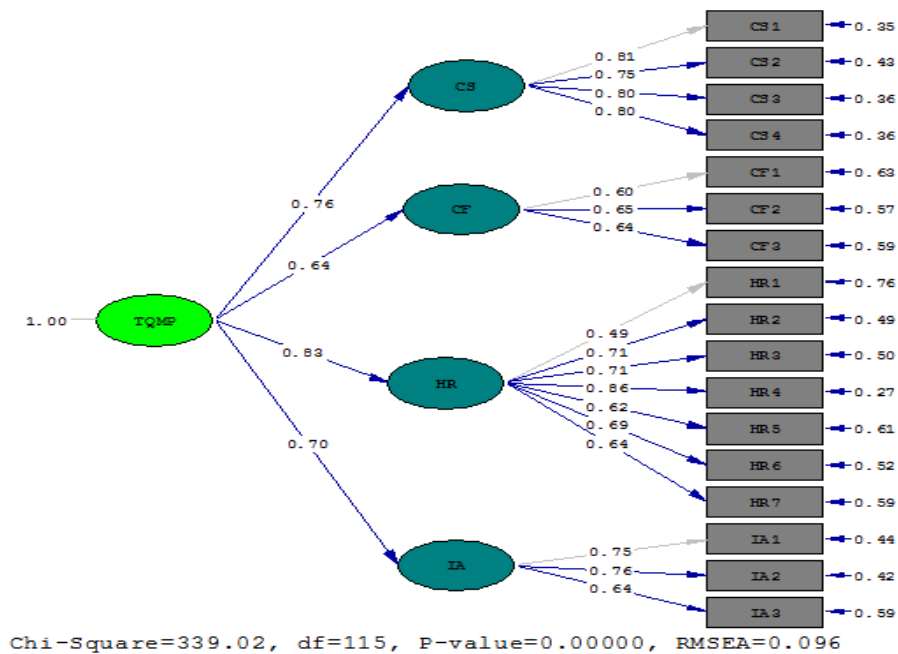 CS1 0.35
0.81
CS2 0.43
0.75
CS
CS3 0.36
0.80
0.80
CS4 0.36
CF1 0.63
0.60
0.76
CF
0.65
CF2 0.57
0.64
CF3 0.59
0.64
HR1 0.76
1.00 TQMP
HR2 0.49
0.49
0.83
0.71
HR3 0.50
0.71
HR
0.86
HR4 0.27
0.62
0.69
HR5 0.61
0.70
0.64
HR6 0.52
HR7 0.59
IA1 0.44
0.75
IA
0.76
IA2 0.42
0.64
IA3 0.59
Chi-Square=339.02, df=115, P-value=0.00000, RMSEA=0.096